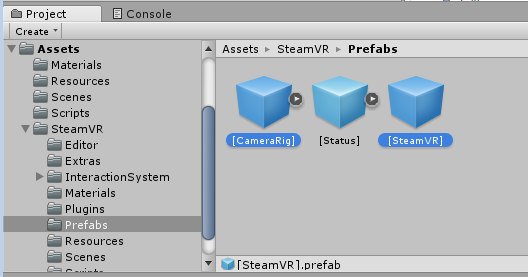 Project
Console
Create
Assets
Materials
Resources
Scenes
Scripts
SteamVR
Editor
Extras
InteractionSystem
Materials
Plugins
Prefabs
Resources
Scenes
Scripts
Assets SteamVR Prefabs
[CameraRig] [Status] [SteamVR]
[SteamVR].prefab